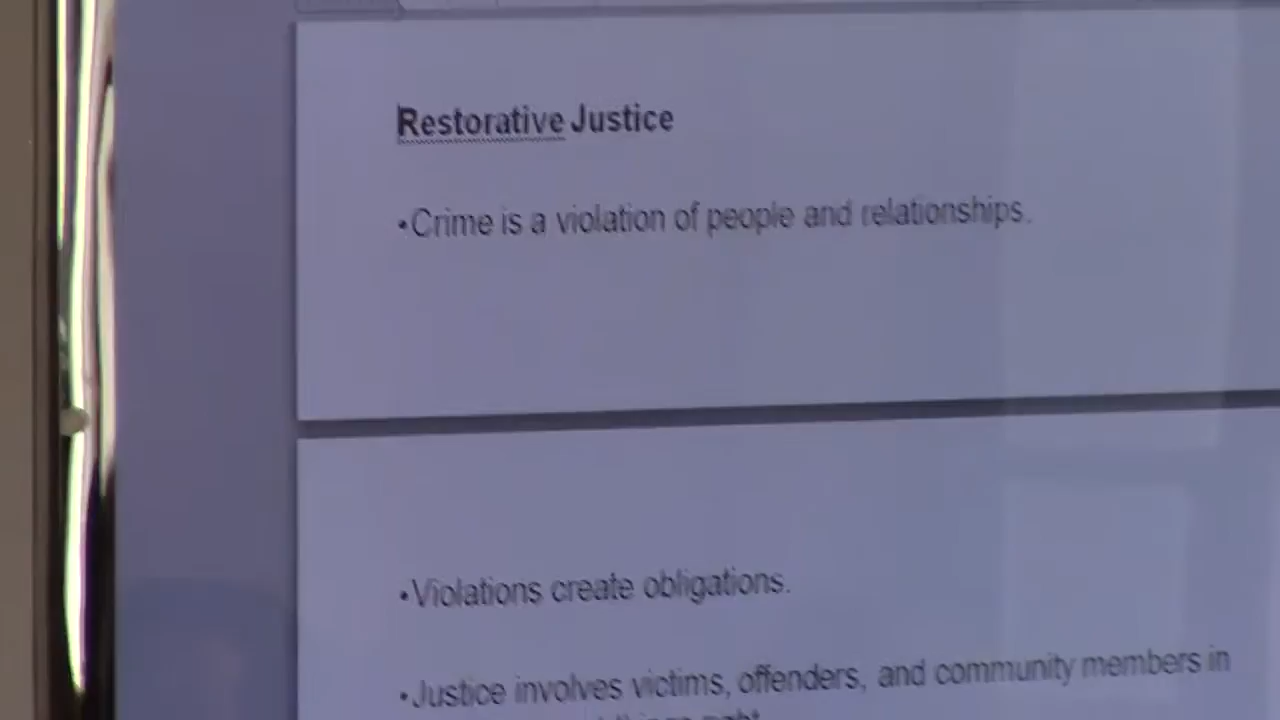 Restorative Justice
•Crime is a violation of people and relationships.
•Violations create obligations.
•Justice involves victims, offenders, and community members in